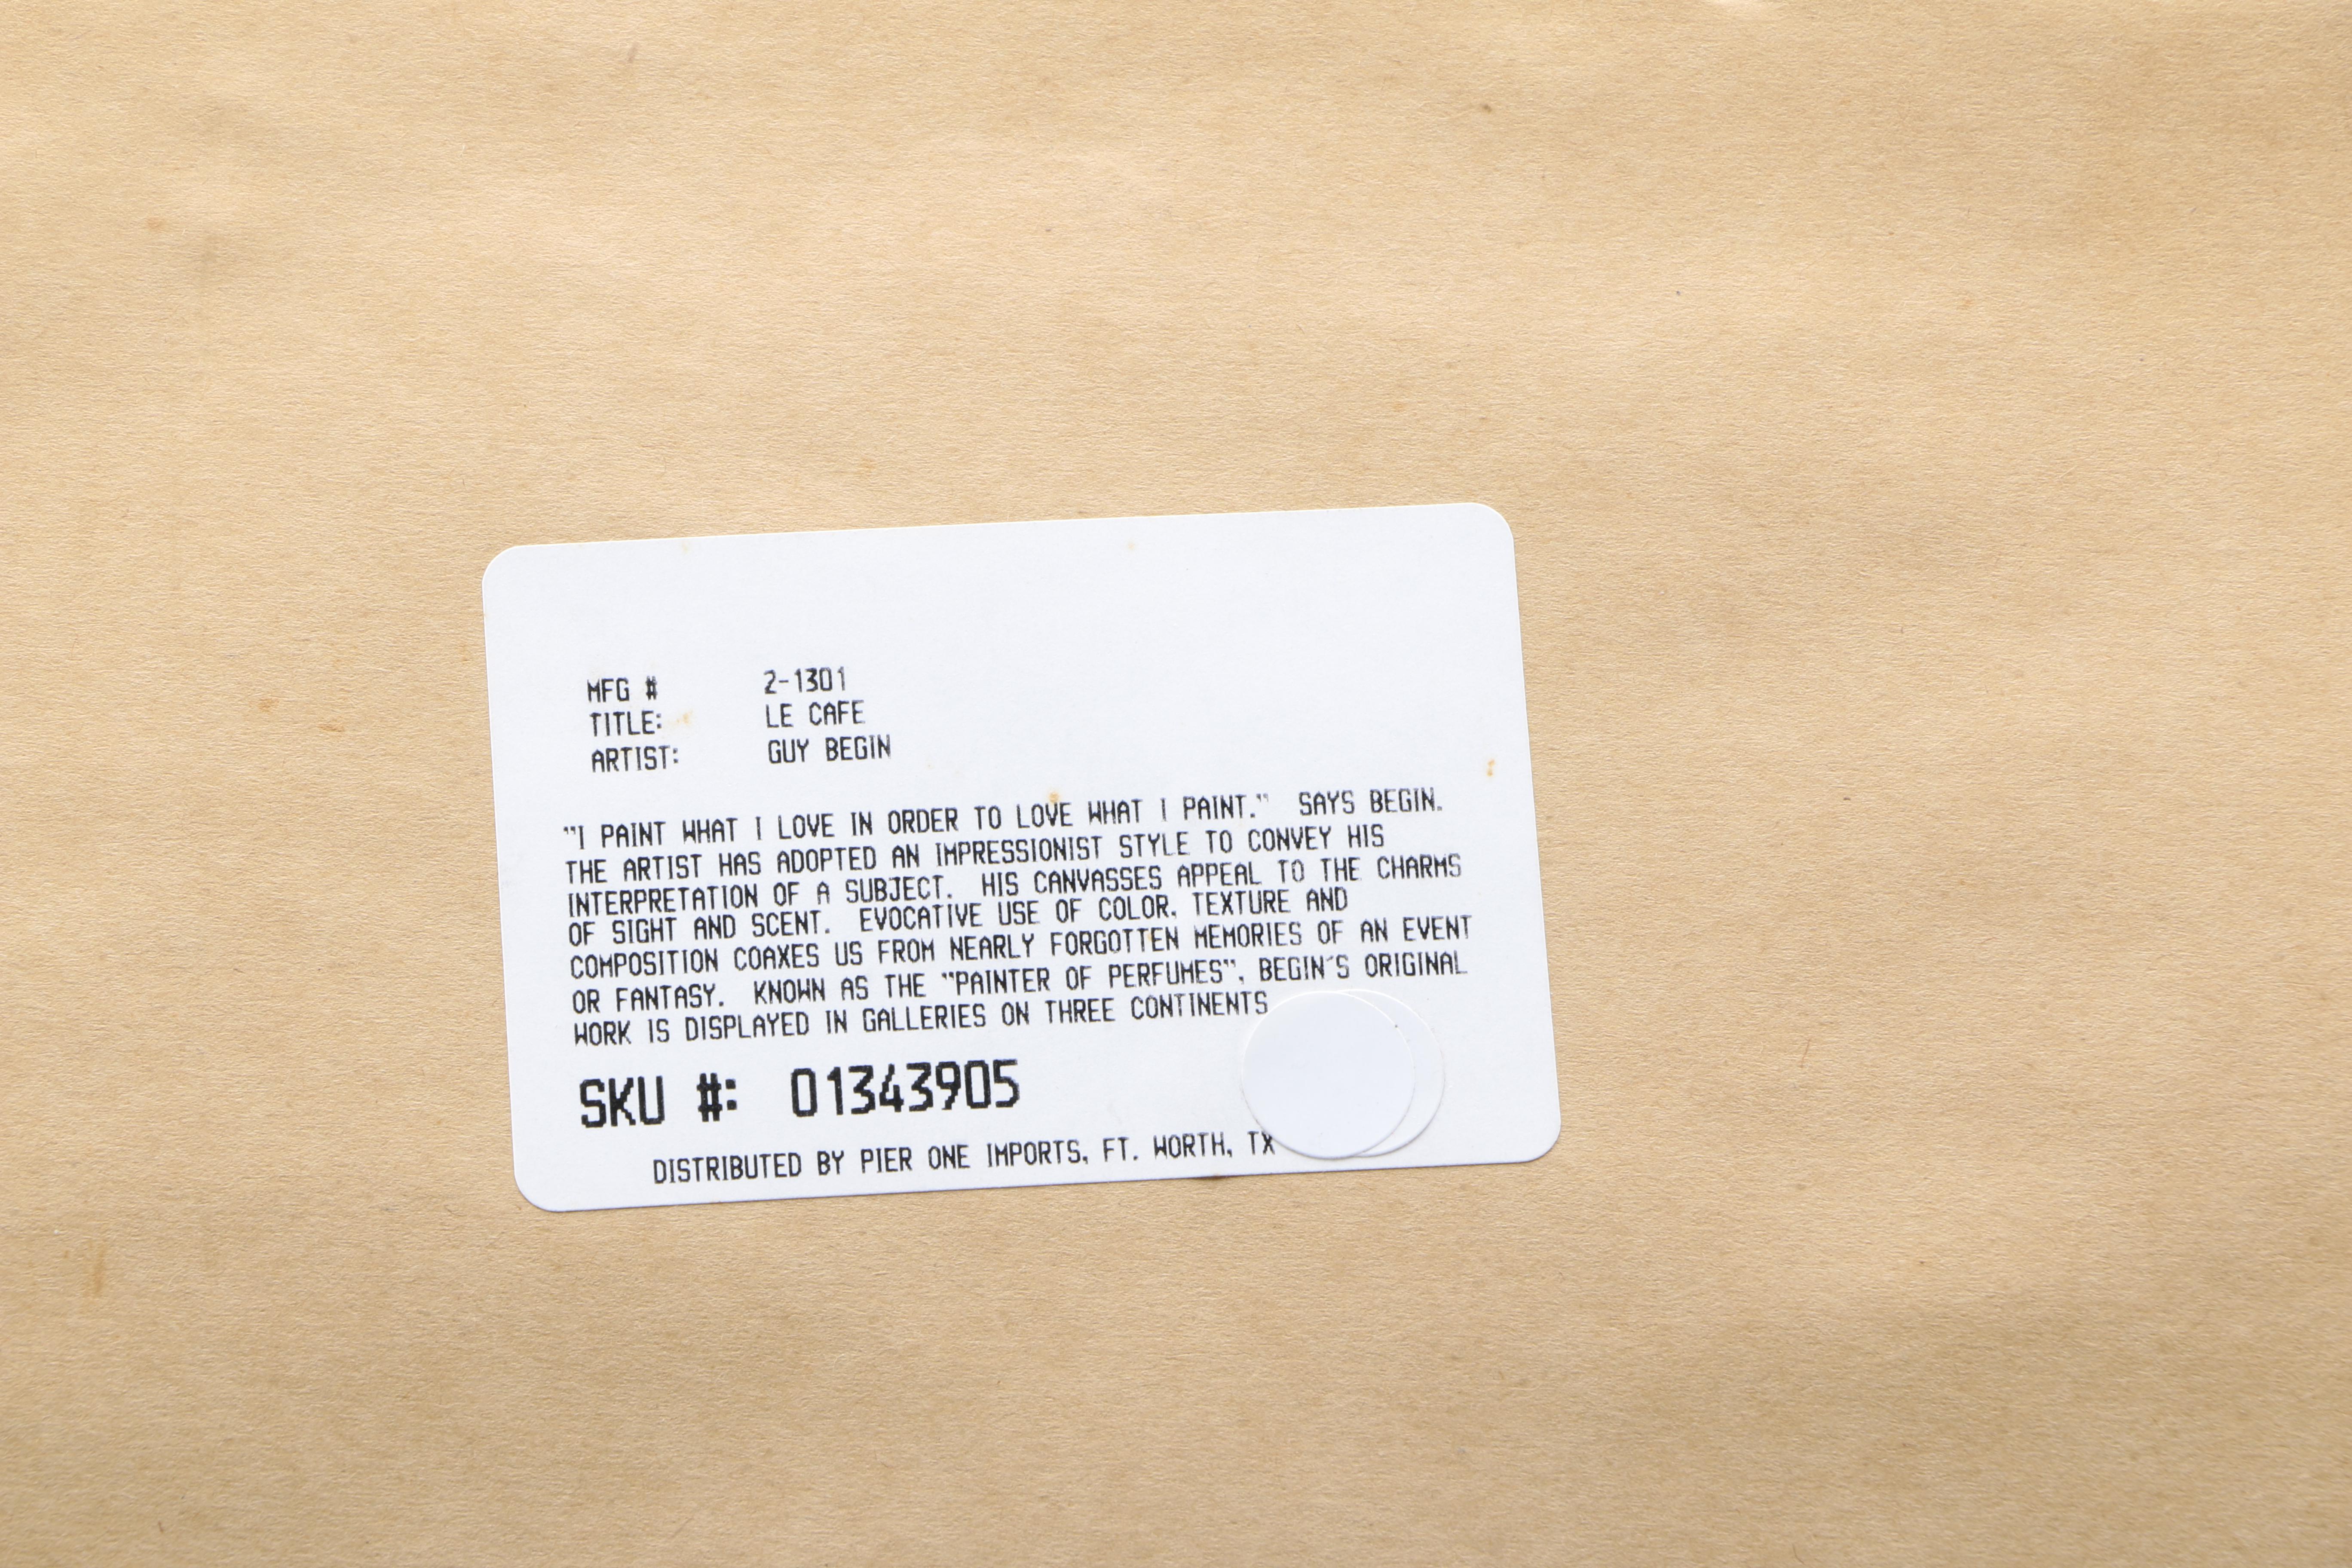 MFG # 2-1301
TITLE: LE CAFE
ARTIST: GUY BEGIN
"I PAINT WHAT I LOVE IN ORDER TO LOVE WHAT I PAINT." SAYS BEGIN.
THE ARTIST HAS ADOPTED AN IMPRESSIONIST STYLE TO CONVEY HIS
INTERPRETATION OF A SUBJECT. HIS CANVASSES APPEAL TO THE CHARMS
OF SIGHT AND SCENT. EVOCATIVE USE OF COLOR, TEXTURE AND
COMPOSITION COAXES US FROM NEARLY FORGOTTEN MEMORIES OF AN EVENT
OR FANTASY. KNOWN AS THE "PAINTER OF PERFUMES", BEGIN'S ORIGINAL
WORK IS DISPLAYED IN GALLERIES ON THREE CONTINENTS
SKU #: 01343905
DISTRIBUTED BY PIER ONE IMPORTS, FT. WORTH, TX